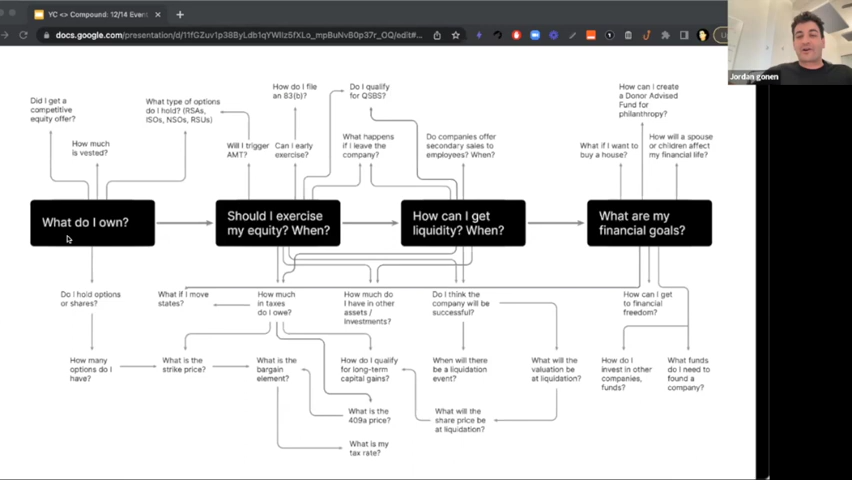 YC <> Compound: 12/14 Even
Jordan gonen
How do I file
an 83(b)?
Do I qualify
for QSBS?
How can I create
a Donor Advised
Fund for
philanthropy?
Did I get a
competitive
equity offer?
What type of options
do I hold? (RSAs,
ISOs, NSOs, RSUs)
How much
is vested?
Will I trigger
AMT?
Can I early
exercise?
What happens
if I leave the
company?
Do companies offer
secondary sales to
employees? When?
What if I want to
buy a house?
How will a spouse
or children affect
my financial life?
What do I own?
Should I exercise
my equity? When?
How can I get
liquidity? When?
What are my
financial goals?
Do I hold options
or shares?
What if I move
states?
How much
in taxes
do I owe?
How much do
I have in other
assets /
Investments?
Do I think the
company will be
successful?
How can I get
to financial
freedom?
How many
options do I
have?
What is the
strike price?
What is the
bargain
element?
How do I qualify
for long-term
capital gains?
When will there
be a liquidation
event?
What will the
valuation be
at liquidation?
How do I
invest in other
companies,
funds?
What funds
do I need to
found a
company?
What is the
409a price?
What will the
share price be
at liquidation?
What is my
tax rate?